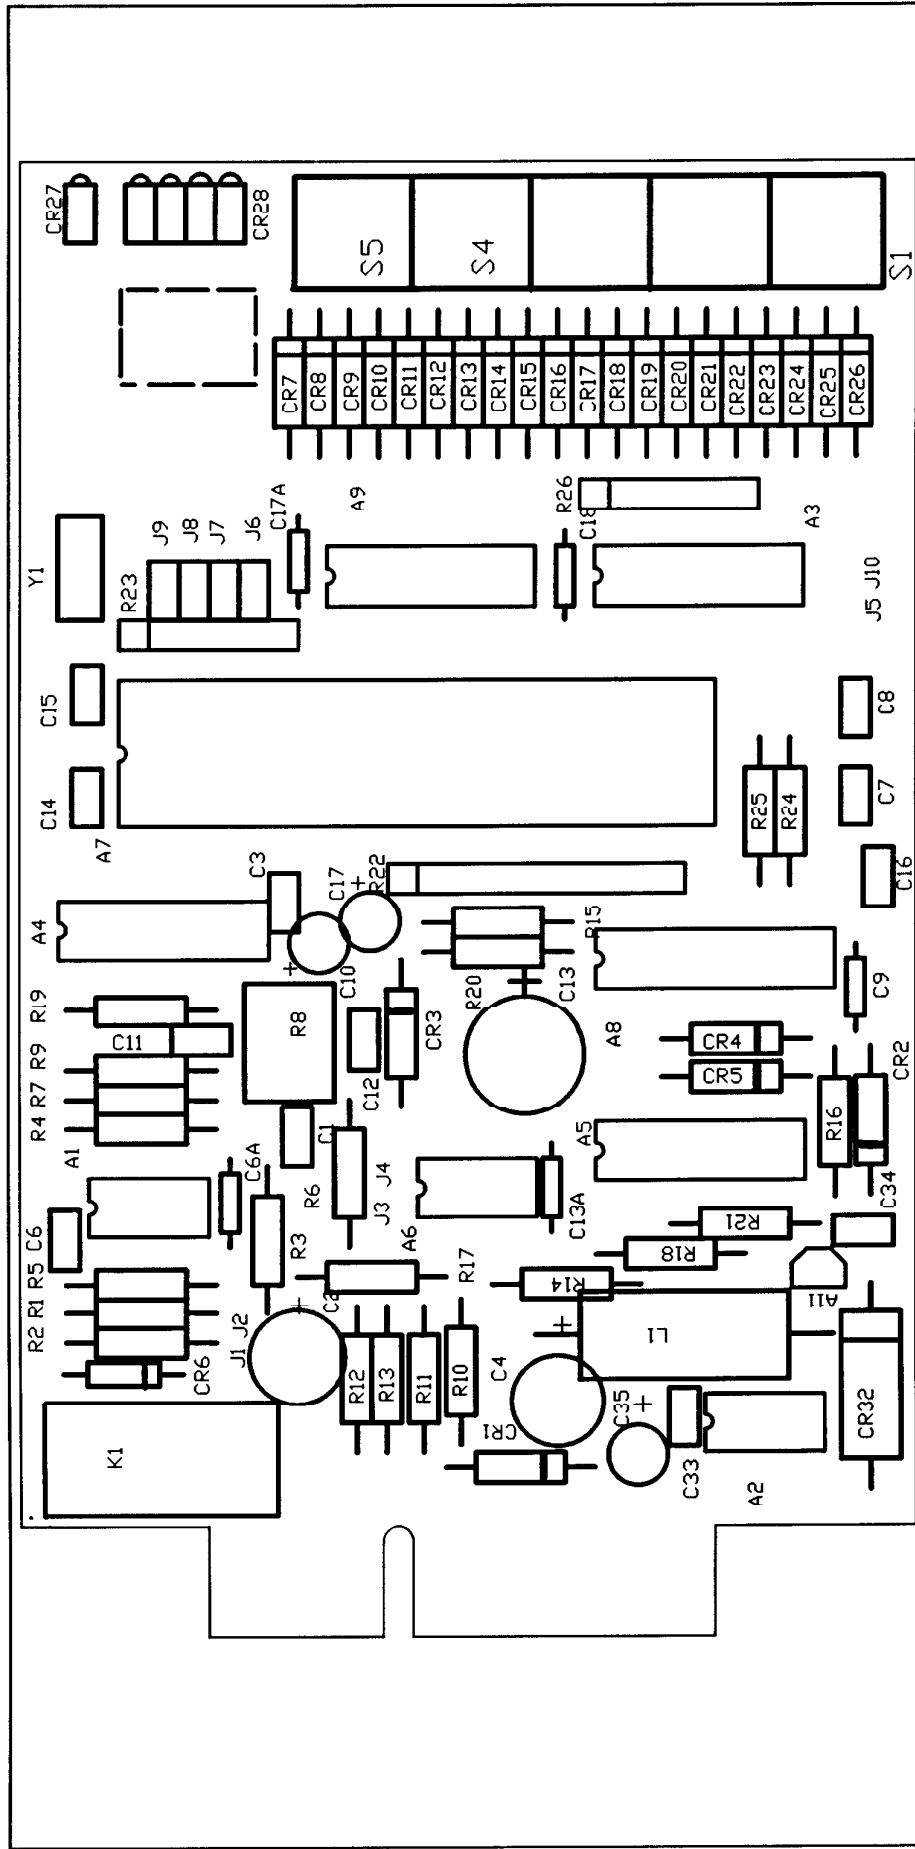 CR27
CR28
S5
S4
S1
CR7
CR8
CR9
CR10
CR11
CR12
CR13
CR14
CR15
CR16
CR17
CR18
CR19
CR20
CR21
CR22
CR23
CR24
CR25
CR26
Y1
R23
J9
J8
J7
J6
C17A
A9
R26
C18
A3
J5 J10
C15
C14
A7
C8
C7
R25
R24
C16
A4
C3
C17
+
R22
+
C10
R15
R20
C13
C9
R19
C11
R9
R7
R4
R8
C12
CR3
A8
CR4
CR5
CR2
R16
A1
C1
C6A
R6
J4
J3
A5
C13A
C34
C6
R5
R1
R2
R3
A6
R17
R21
R18
R14
A11
C2
+
J2
J1
CR6
R12
R13
R11
R10
C4
+
L1
CR1
C35
+
C33
A2
CR32
K1